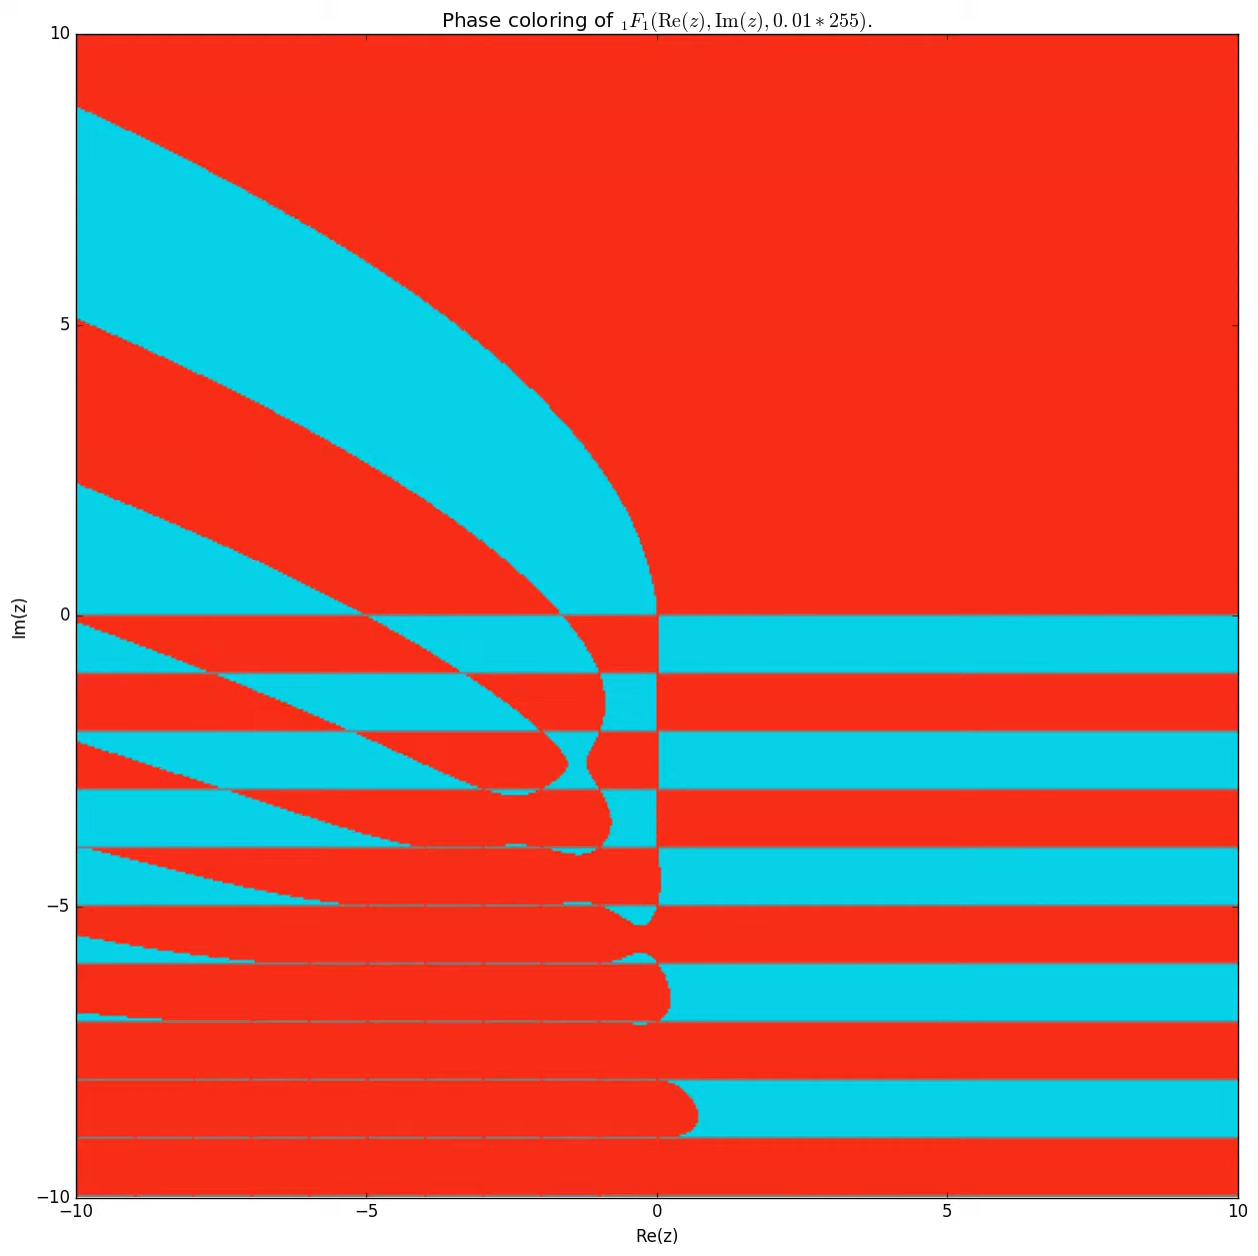 Phase coloring of ₁F₁(Re(z), Im(z), 0.01 * 255).
10
5
0
−5
−10
Im(z)
−10 −5 0 5 10
Re(z)